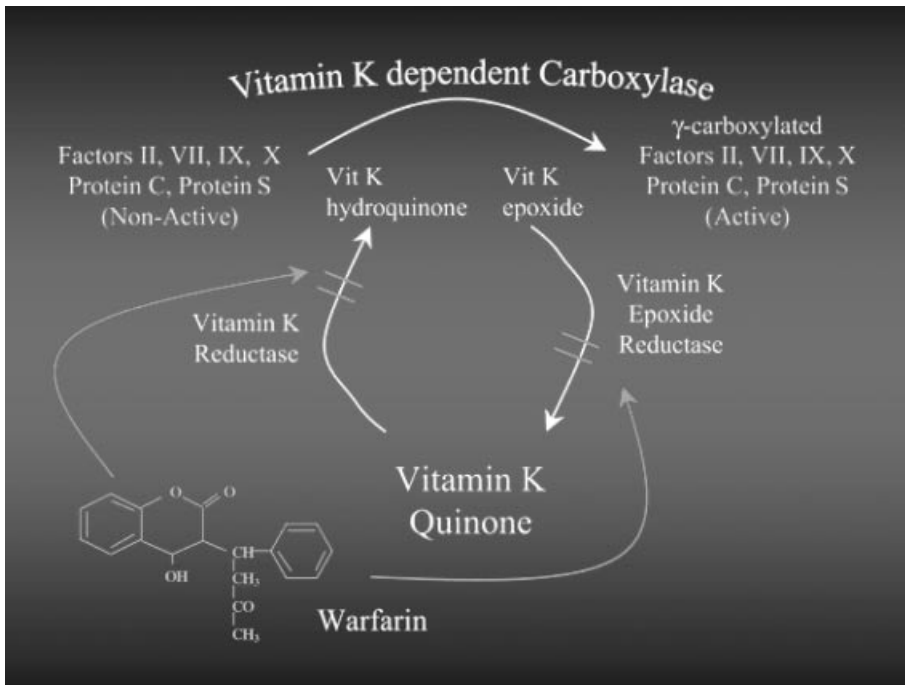 Vitamin K dependent Carboxylase
Factors II, VII, IX, X
Protein C, Protein S
(Non-Active)
Vit K
hydroquinone
Vit K
epoxide
γ-carboxylated
Factors II, VII, IX, X
Protein C, Protein S
(Active)
Vitamin K
Reductase
Vitamin K
Epoxide
Reductase
Vitamin K
Quinone
O
O
OH
CH
CH₃
CO
CH₃
Warfarin